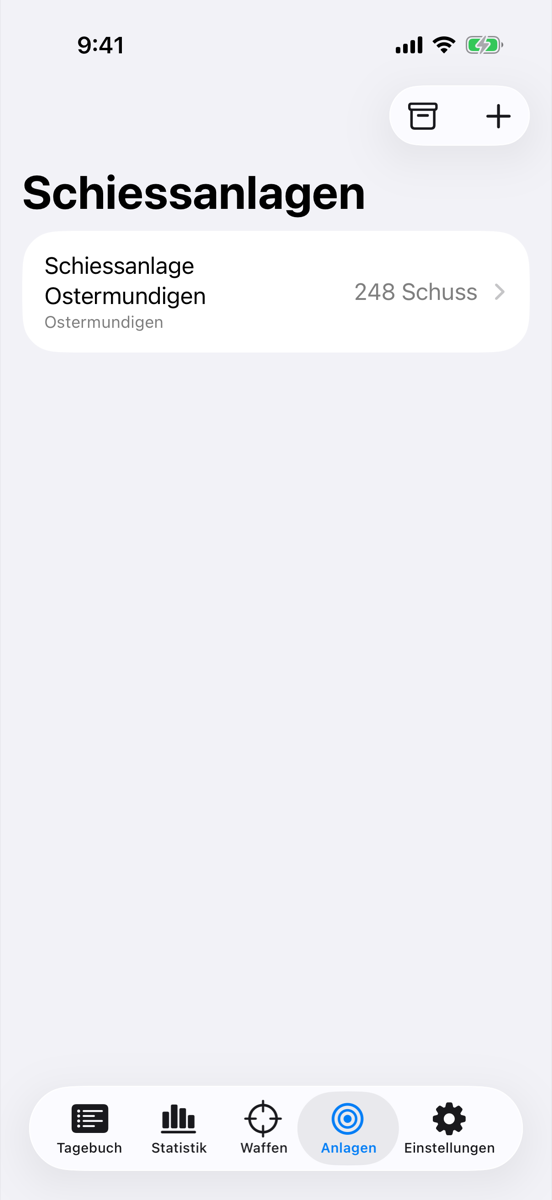 9:41
Schiessanlagen
Schiessanlage
Ostermundigen
Ostermundigen
248 Schuss
Tagebuch
Statistik
Waffen
Anlagen
Einstellungen